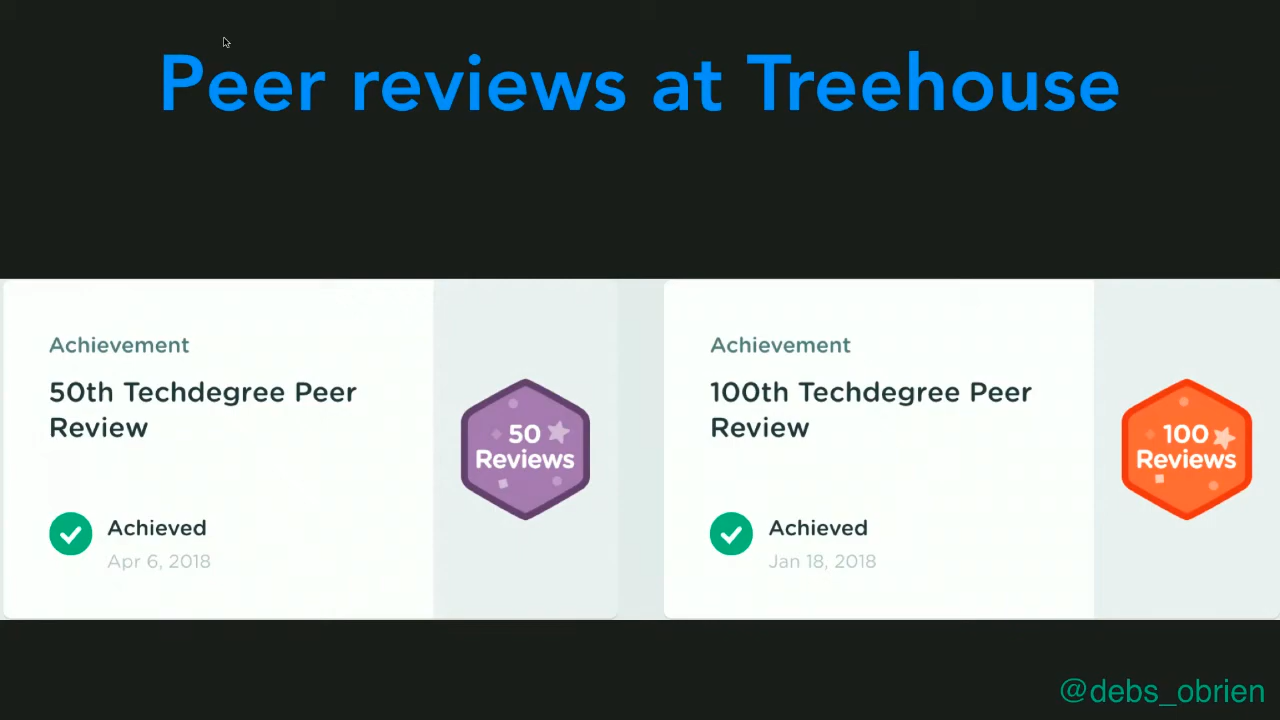 Peer reviews at Treehouse
Achievement
50th Techdegree Peer
Review
50
Reviews
Achieved
Apr 6, 2018
Achievement
100th Techdegree Peer
Review
100
Reviews
Achieved
Jan 18, 2018
@debs_obrien